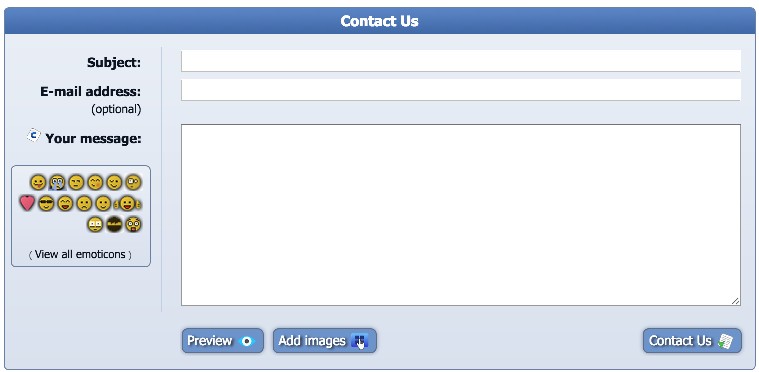 Contact Us
Subject:
E-mail address:
(optional)
C Your message:
( View all emoticons )
Preview
Add images
Contact Us